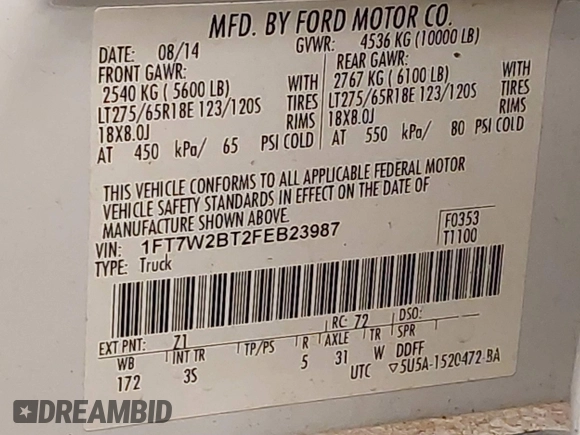 MFD. BY FORD MOTOR CO.
DATE: 08/14 GVWR: 4536 KG (10000 LB)
FRONT GAWR: REAR GAWR:
2540 KG ( 5600 LB) WITH 2767 KG ( 6100 LB) WITH
LT275/65R18E 123/120S TIRES LT275/65R18E 123/120S TIRES
18X8.0J RIMS 18X8.0J RIMS
AT 450 kPa/ 65 PSI COLD AT 550 kPa/ 80 PSI COLD
THIS VEHICLE CONFORMS TO ALL APPLICABLE FEDERAL MOTOR
VEHICLE SAFETY STANDARDS IN EFFECT ON THE DATE OF
MANUFACTURE SHOWN ABOVE.
VIN: 1FT7W2BT2FEB23987 F0353
TYPE: Truck T1100
EXT PNT: Z1 RC: 72 DSO:
WB INT TR TP/PS R AXLE TR SPR
172 3S 5 31 W DDFF
UTC ▽5U5A-1520472-BA
DREAMBID